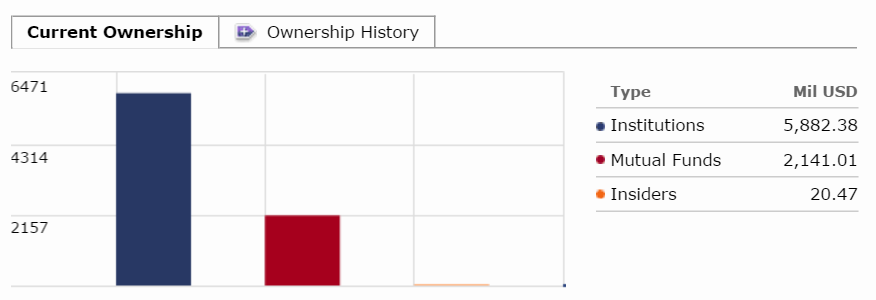 Current Ownership
Ownership History
6471
4314
2157
Type Mil USD
Institutions 5,882.38
Mutual Funds 2,141.01
Insiders 20.47